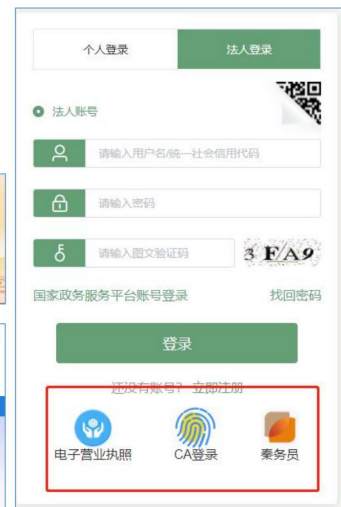 个人登录
法人登录
法人账号
请输入用户名/统一社会信用代码
请输入密码
请输入图文验证码
3 F A 9
国家政务服务平台账号登录
找回密码
登录
还没有账号？ 立即注册
电子营业执照
CA登录
秦务员